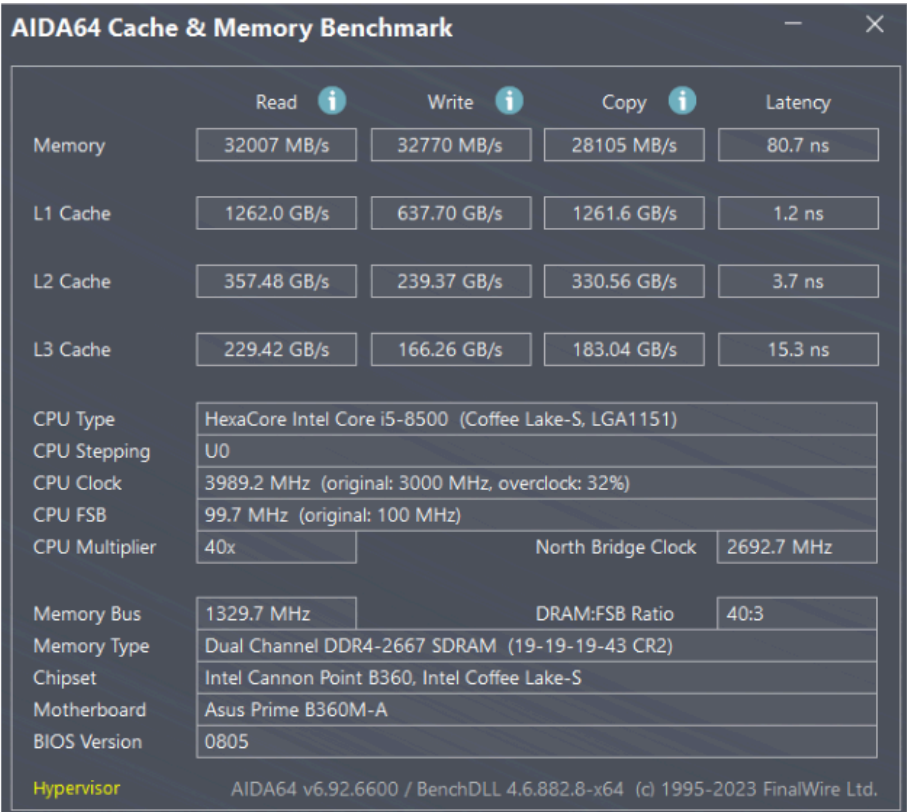 AIDA64 Cache & Memory Benchmark
Read Write Copy Latency
Memory 32007 MB/s 32770 MB/s 28105 MB/s 80.7 ns
L1 Cache 1262.0 GB/s 637.70 GB/s 1261.6 GB/s 1.2 ns
L2 Cache 357.48 GB/s 239.37 GB/s 330.56 GB/s 3.7 ns
L3 Cache 229.42 GB/s 166.26 GB/s 183.04 GB/s 15.3 ns
CPU Type HexaCore Intel Core i5-8500 (Coffee Lake-S, LGA1151)
CPU Stepping U0
CPU Clock 3989.2 MHz (original: 3000 MHz, overclock: 32%)
CPU FSB 99.7 MHz (original: 100 MHz)
CPU Multiplier 40x North Bridge Clock 2692.7 MHz
Memory Bus 1329.7 MHz DRAM:FSB Ratio 40:3
Memory Type Dual Channel DDR4-2667 SDRAM (19-19-19-43 CR2)
Chipset Intel Cannon Point B360, Intel Coffee Lake-S
Motherboard Asus Prime B360M-A
BIOS Version 0805
Hypervisor AIDA64 v6.92.6600 / BenchDLL 4.6.882.8-x64 (c) 1995-2023 FinalWire Ltd.